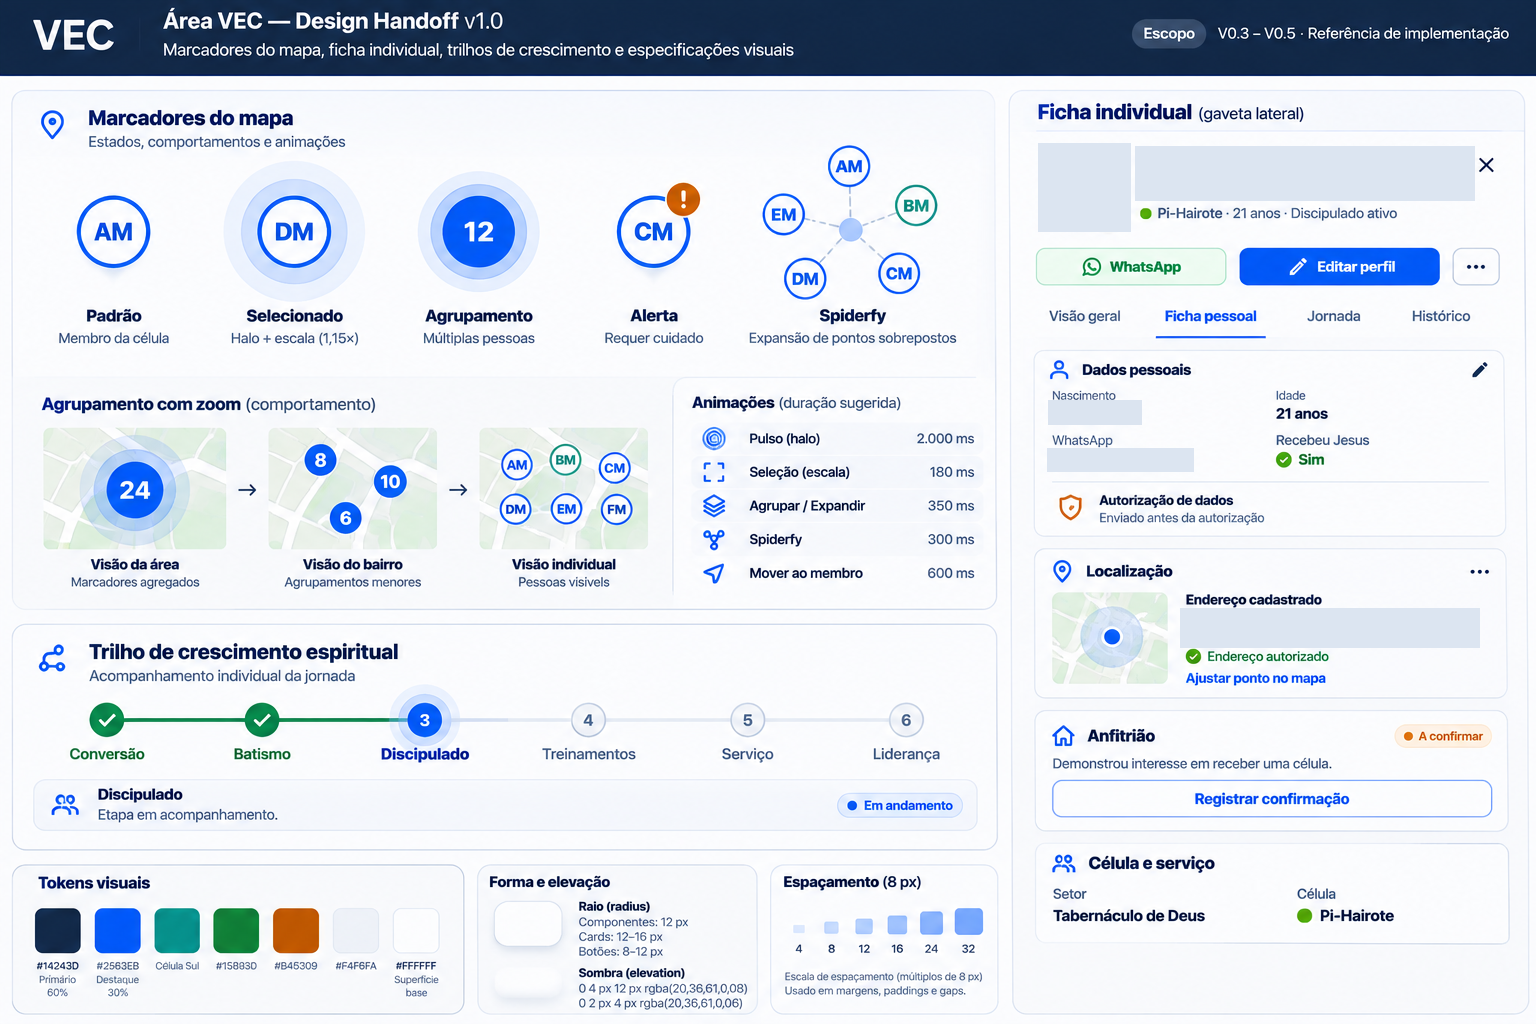 VEC
Área VEC — Design Handoff v1.0
Marcadores do mapa, ficha individual, trilhos de crescimento e especificações visuais
Escopo
V0.3 – V0.5 · Referência de implementação
Marcadores do mapa
Estados, comportamentos e animações
AM
DM
12
CM
!
AM
EM
BM
DM
CM
Padrão
Membro da célula
Selecionado
Halo + escala (1,15×)
Agrupamento
Múltiplas pessoas
Alerta
Requer cuidado
Spiderfy
Expansão de pontos sobrepostos
Agrupamento com zoom (comportamento)
24
8
10
6
AM
BM
CM
DM
EM
FM
Visão da área
Marcadores agregados
Visão do bairro
Agrupamentos menores
Visão individual
Pessoas visivels
Animações (duração sugerida)
Pulso (halo) 2.000 ms
Seleção (escala) 180 ms
Agrupar / Expandir 350 ms
Spiderfy 300 ms
Mover ao membro 600 ms
Trilho de crescimento espiritual
Acompanhamento individual da jornada
3
4
5
6
Conversão
Batismo
Discipulado
Treinamentos
Serviço
Liderança
Discipulado
Etapa em acompanhamento.
Em andamento
Tokens visuais
#14243D
Primário
60%
#2563EB
Destaque
30%
Célula Sul
#15883D
#B45309
#F4F6FA
#FFFFFF
Superfície
base
Forma e elevação
Raio (radius)
Componentes: 12 px
Cards: 12–16 px
Botões: 8–12 px
Sombra (elevation)
0 4 px 12 px rgba(20,36,61,0,08)
0 2 px 4 px rgba(20,36,61,0,06)
Espaçamento (8 px)
4
8
12
16
24
32
Escala de espaçamento (múltiplos de 8 px)
Usado em margens, paddings e gaps.
Ficha individual (gaveta lateral)
Pi-Hairote · 21 anos · Discipulado ativo
WhatsApp
Editar perfil
Visão geral
Ficha pessoal
Jornada
Histórico
Dados pessoais
Nascimento
Idade
21 anos
WhatsApp
Recebeu Jesus
Sim
Autorização de dados
Enviado antes da autorização
Localização
Endereço cadastrado
Endereço autorizado
Ajustar ponto no mapa
Anfitrião
A confirmar
Demonstrou interesse em receber uma célula.
Registrar confirmação
Célula e serviço
Setor
Tabernáculo de Deus
Célula
Pi-Hairote